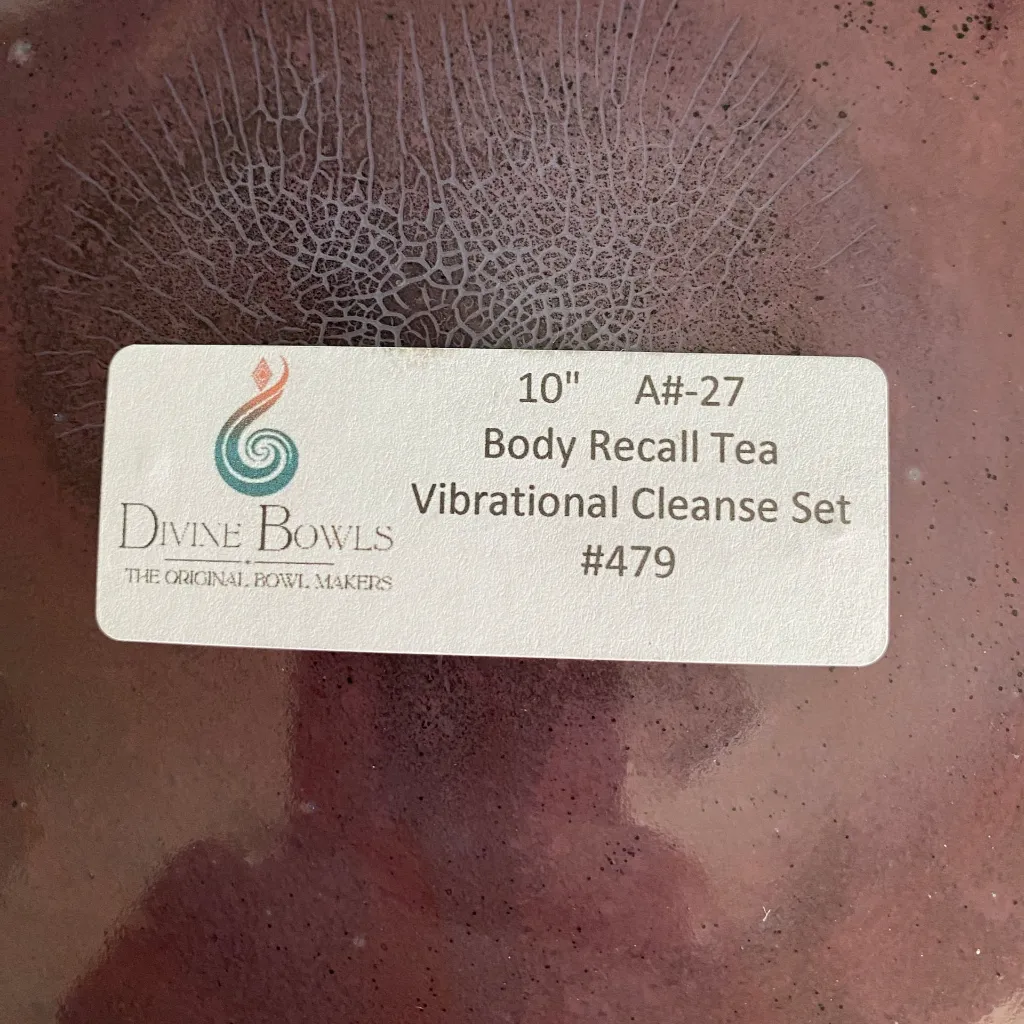 DIVINE BOWLS
THE ORIGINAL BOWL MAKERS
10" A#-27
Body Recall Tea
Vibrational Cleanse Set
#479